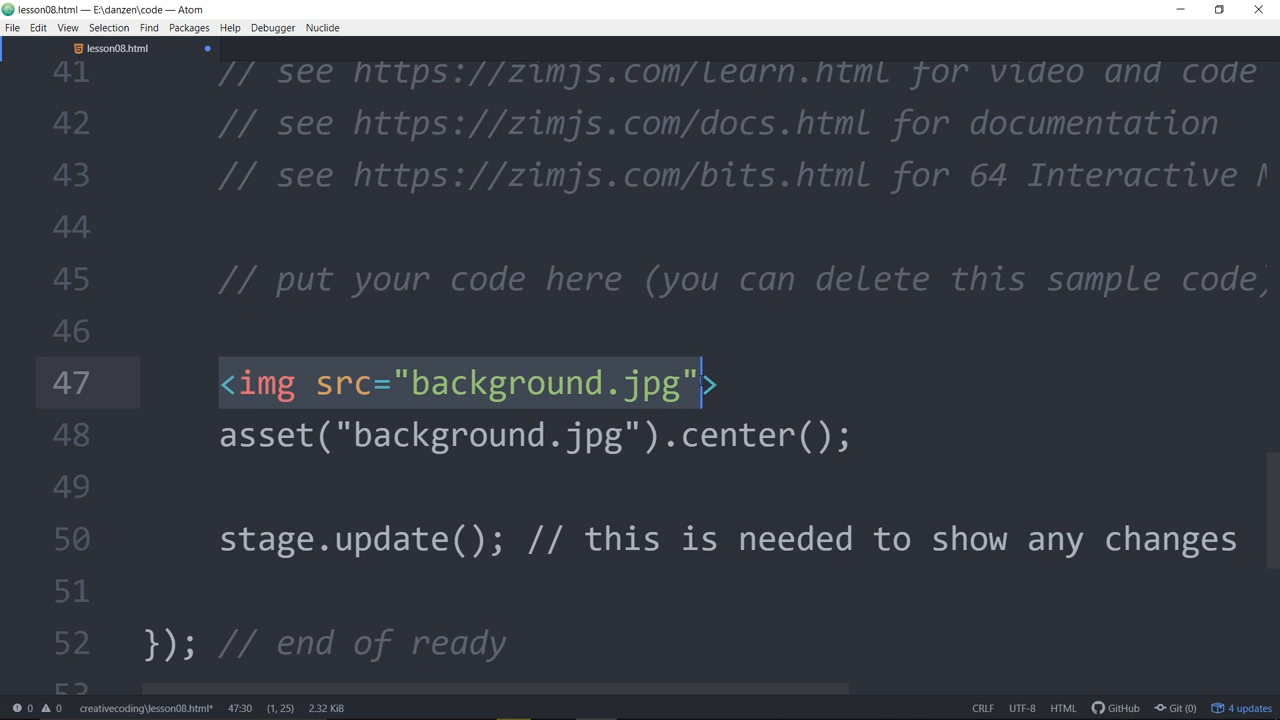 lesson08.html — E:\danzen\code — Atom
File Edit View Selection Find Packages Help Debugger Nuclide
lesson08.html
41 // see https://zimjs.com/learn.html for video and code
42 // see https://zimjs.com/docs.html for documentation
43 // see https://zimjs.com/bits.html for 64 Interactive
44
45 // put your code here (you can delete this sample code)
46
47 <img src="background.jpg">
48 asset("background.jpg").center();
49
50 stage.update(); // this is needed to show any changes
51
52 }); // end of ready
53
0 0 creativecoding\lesson08.html* 47:30 (1, 25) 2.32 KiB CRLF UTF-8 HTML GitHub Git (0) 4 updates